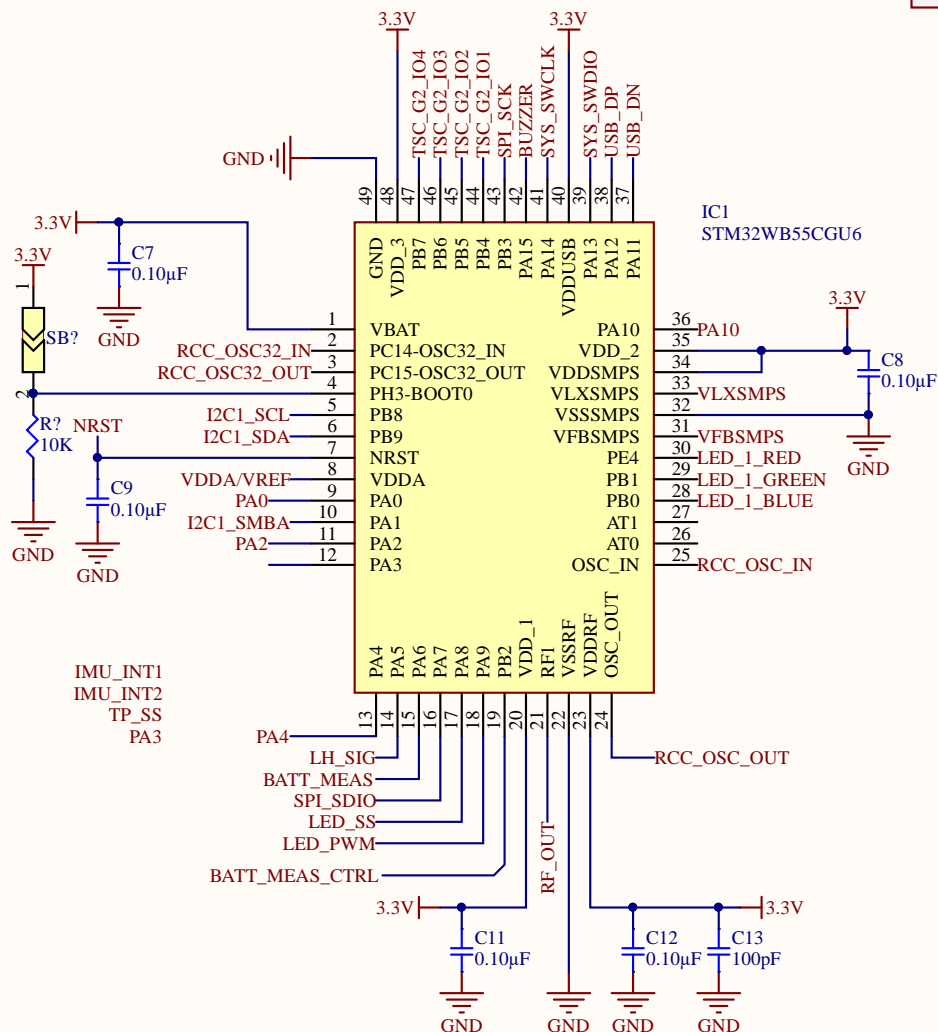 3.3V
3.3V
TSC_G2_IO4
TSC_G2_IO3
TSC_G2_IO2
TSC_G2_IO1
SPI_SCK
BUZZER
SYS_SWCLK
SYS_SWDIO
USB_DP
USB_DN
GND
49
48
47
46
45
44
43
42
41
40
39
38
37
GND
VDD_3
PB7
PB6
PB5
PB4
PB3
PA15
PA14
VDDUSB
PA13
PA12
PA11
IC1
STM32WB55CGU6
3.3V
C7
0.10µF
GND
3.3V
1
SB?
2
R?
10K
GND
NRST
C9
0.10µF
GND
1 VBAT
RCC_OSC32_IN 2 PC14-OSC32_IN
RCC_OSC32_OUT 3 PC15-OSC32_OUT
4 PH3-BOOT0
I2C1_SCL 5 PB8
I2C1_SDA 6 PB9
7 NRST
VDDA/VREF 8 VDDA
PA0 9 PA0
I2C1_SMBA 10 PA1
PA2 11 PA2
12 PA3
PA10 36 PA10
VDD_2 35
VDDSMPS 34
VLXSMPS 33 VLXSMPS
VSSSMPS 32
VFBSMPS 31 VFBSMPS
PE4 30 LED_1_RED
PB1 29 LED_1_GREEN
PB0 28 LED_1_BLUE
AT1 27
AT0 26
OSC_IN 25 RCC_OSC_IN
3.3V
C8
0.10µF
GND
PA4
PA5
PA6
PA7
PA8
PA9
PB2
VDD_1
RF1
VSSRF
VDDRF
OSC_OUT
13
14
15
16
17
18
19
20
21
22
23
24
IMU_INT1
IMU_INT2
TP_SS
PA3
PA4
LH_SIG
BATT_MEAS
SPI_SDIO
LED_SS
LED_PWM
BATT_MEAS_CTRL
RF_OUT
RCC_OSC_OUT
3.3V
C11
0.10µF
GND
GND
3.3V
C12
0.10µF
GND
C13
100pF
GND